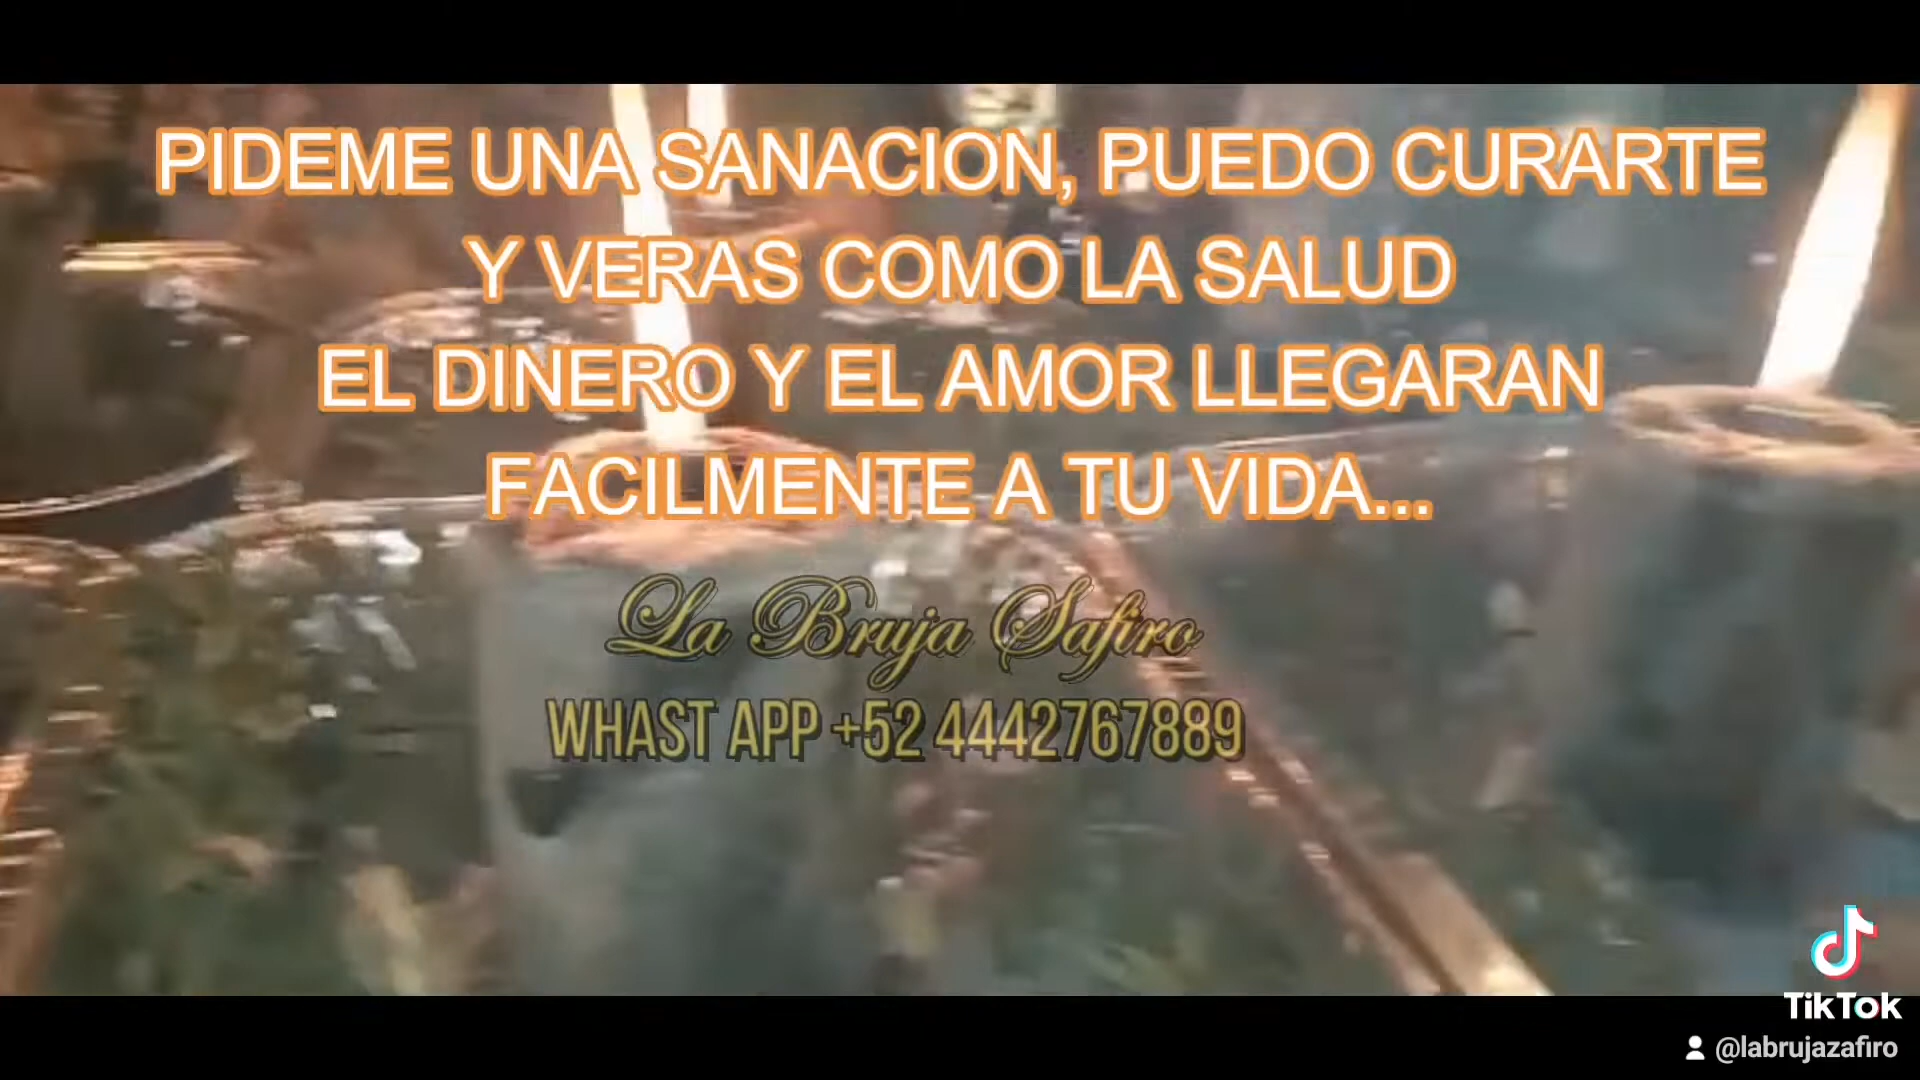 PIDEME UNA SANACION, PUEDO CURARTE
Y VERAS COMO LA SALUD
EL DINERO Y EL AMOR LLEGARAN
FACILMENTE A TU VIDA...
La Bruja Safiro
WHAST APP +52 4442767889
TikTok
@labrujazafiro